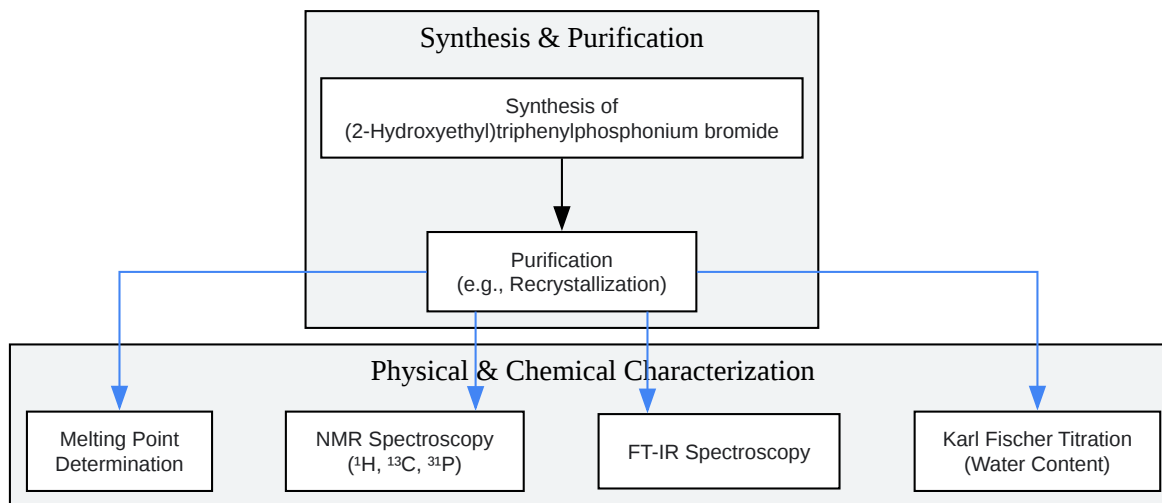 Synthesis & Purification
Synthesis of
(2-Hydroxyethyl)triphenylphosphonium bromide
Purification
(e.g., Recrystallization)
Physical & Chemical Characterization
Melting Point
Determination
NMR Spectroscopy
(¹H, ¹³C, ³¹P)
FT-IR Spectroscopy
Karl Fischer Titration
(Water Content)